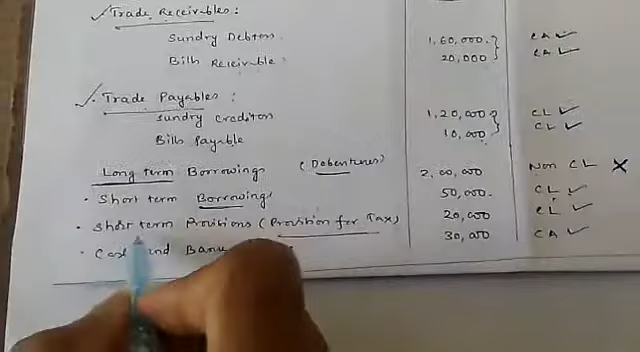 Trade Receivables :
Sundry Debtors 1,60,000. CA ✓
Bills Receivable 20,000 CA ✓
Trade Payables :
Sundry Creditors 1,20,000 CL ✓
Bills Payable 10,000 CL ✓
Long term Borrowings (Debentures) 2,00,000 Non CL ✗
• Short term Borrowings 50,000. CL ✓
• Short term Provisions (Provision for Tax) 20,000 CL ✓
• and 30,000 CA ✓